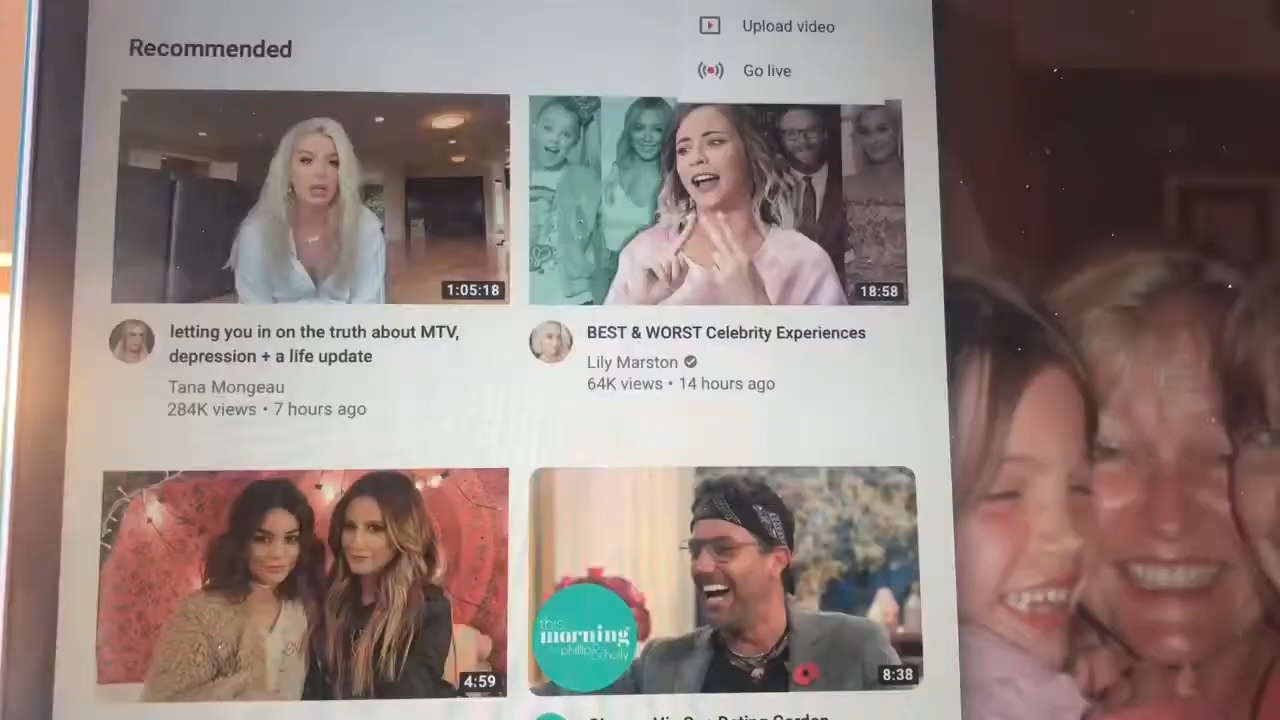 Upload video
Go live
Recommended
1:05:18
18:58
letting you in on the truth about MTV,
depression + a life update
Tana Mongeau
284K views • 7 hours ago
BEST & WORST Celebrity Experiences
Lily Marston
64K views • 14 hours ago
4:59
this
morning
phillip
holly
8:38